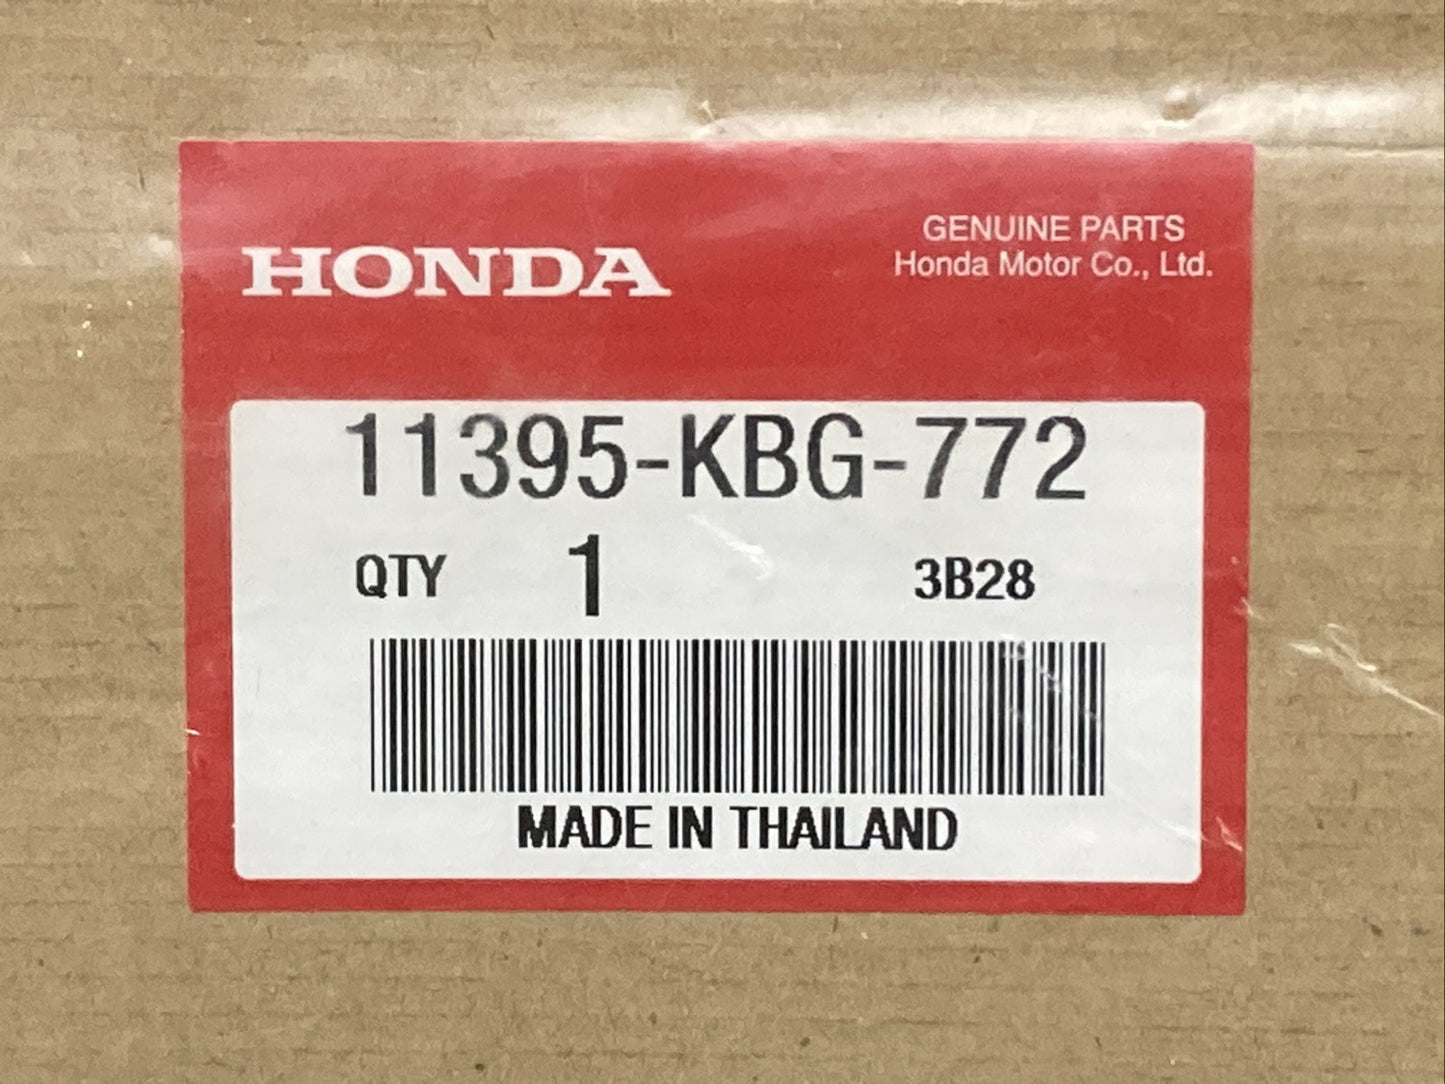 HONDA
GENUINE PARTS
Honda Motor Co., Ltd.
11395-KBG-772
QTY 1 3B28
MADE IN THAILAND